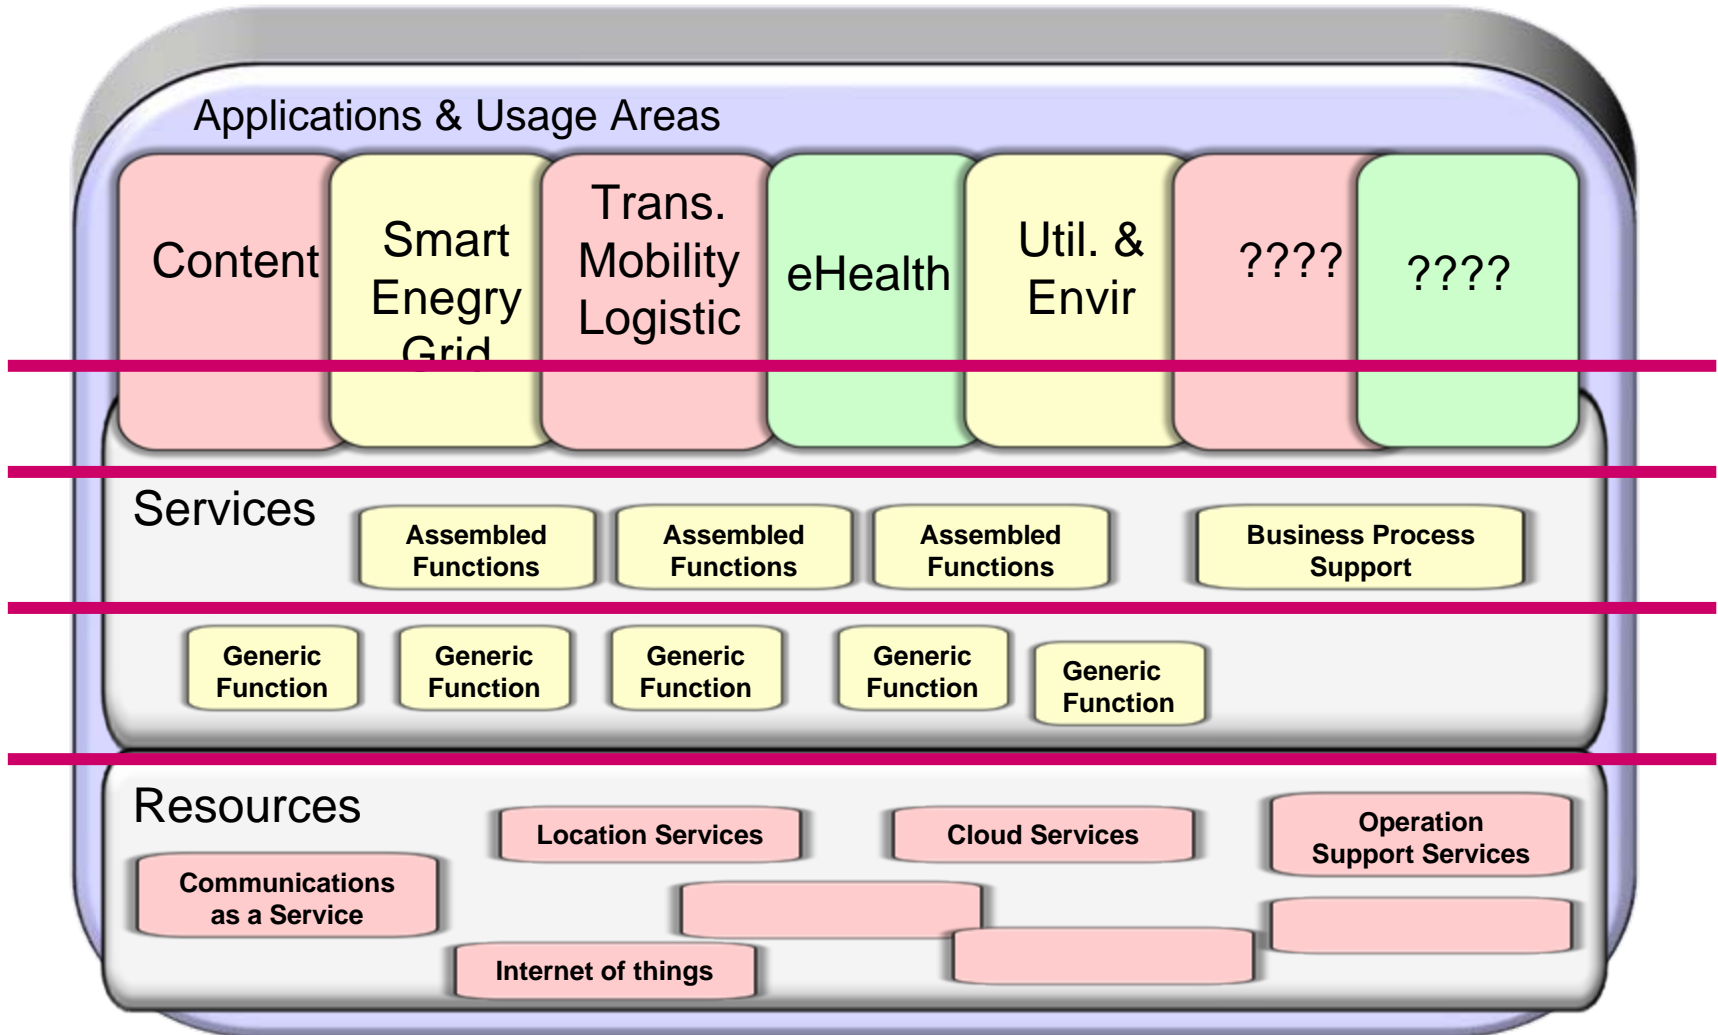 Applications & Usage Areas
Content
Smart
Enegry
Grid
Trans.
Mobility
Logistic
eHealth
Util. &
Envir
????
????
Services
Assembled
Functions
Assembled
Functions
Assembled
Functions
Business Process
Support
Generic
Function
Generic
Function
Generic
Function
Generic
Function
Generic
Function
Resources
Location Services
Cloud Services
Operation
Support Services
Communications
as a Service
Internet of things